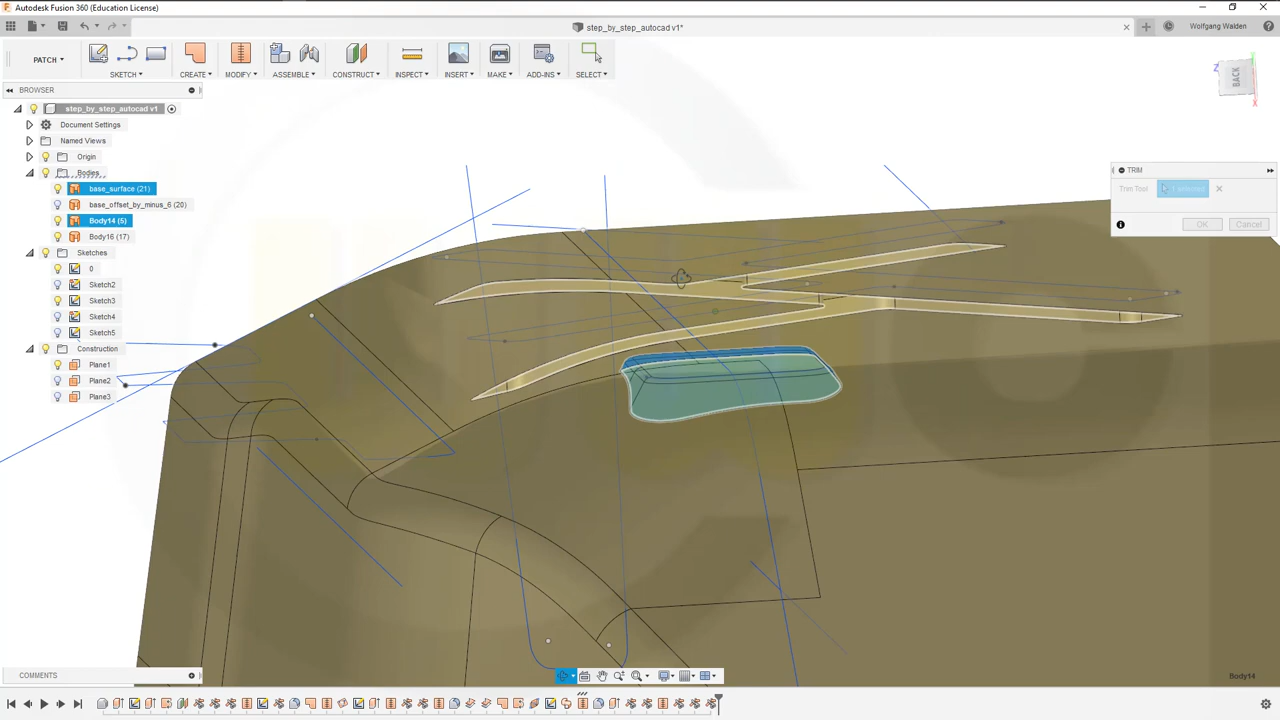 Autodesk Fusion 360 (Education License)
step_by_step_autocad v1*
Wolfgang Walden
PATCH
SKETCH
CREATE
MODIFY
ASSEMBLE
CONSTRUCT
INSPECT
INSERT
MAKE
ADD-INS
SELECT
BACK
Z
X
BROWSER
step_by_step_autocad v1
Document Settings
Named Views
Origin
Bodies
base_surface (21)
base_offset_by_minus_6 (20)
Body14 (5)
Body16 (17)
Sketches
0
Sketch2
Sketch3
Sketch4
Sketch5
Construction
Plane1
Plane2
Plane3
TRIM
Trim Tool
1 selected
OK
Cancel
COMMENTS
Body14